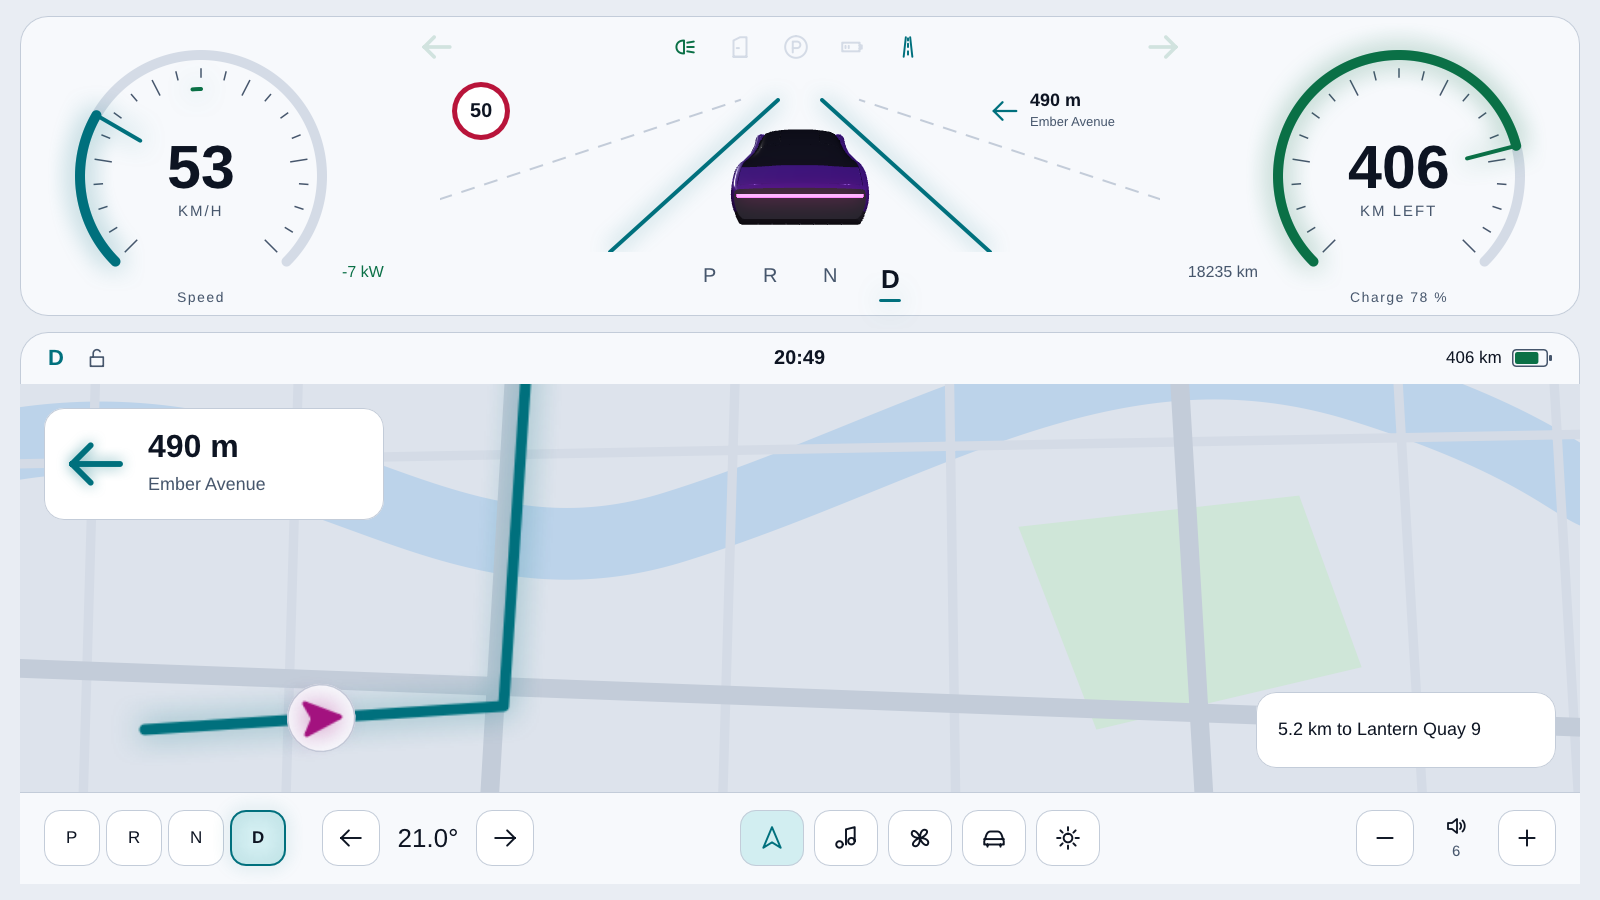 50
490 m
Ember Avenue
53
KM/H
406
KM LEFT
-7 kW
P R N D
18235 km
Speed
Charge 78 %
D
20:49
406 km
490 m
Ember Avenue
5.2 km to Lantern Quay 9
P R N D
21.0°
6